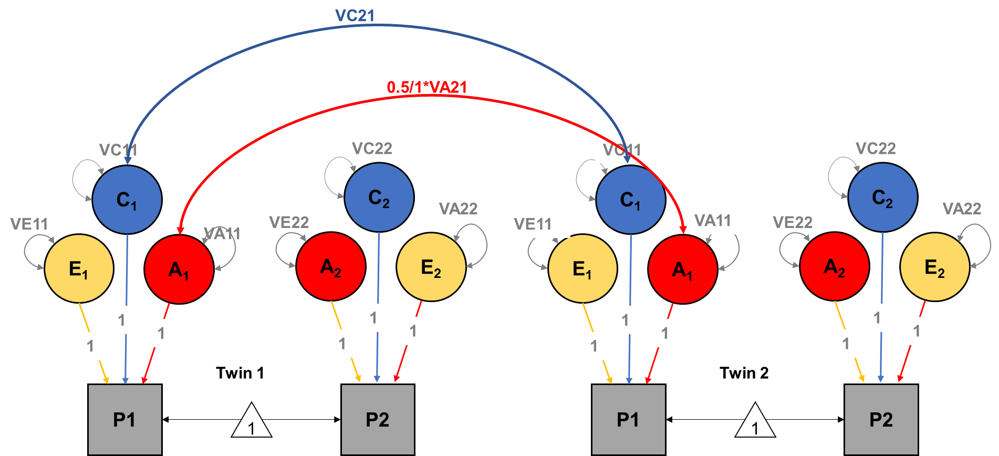 VC21
0.5/1*VA21
VC11
VC22
VC11
VC22
C1
C2
C1
C2
VE11
VA11
VE22
VA22
VE11
VA11
VE22
VA22
E1
A1
A2
E2
E1
A1
A2
E2
1
1
1
1
1
1
1
1
1
1
1
1
Twin 1
Twin 2
P1
1
P2
P1
1
P2